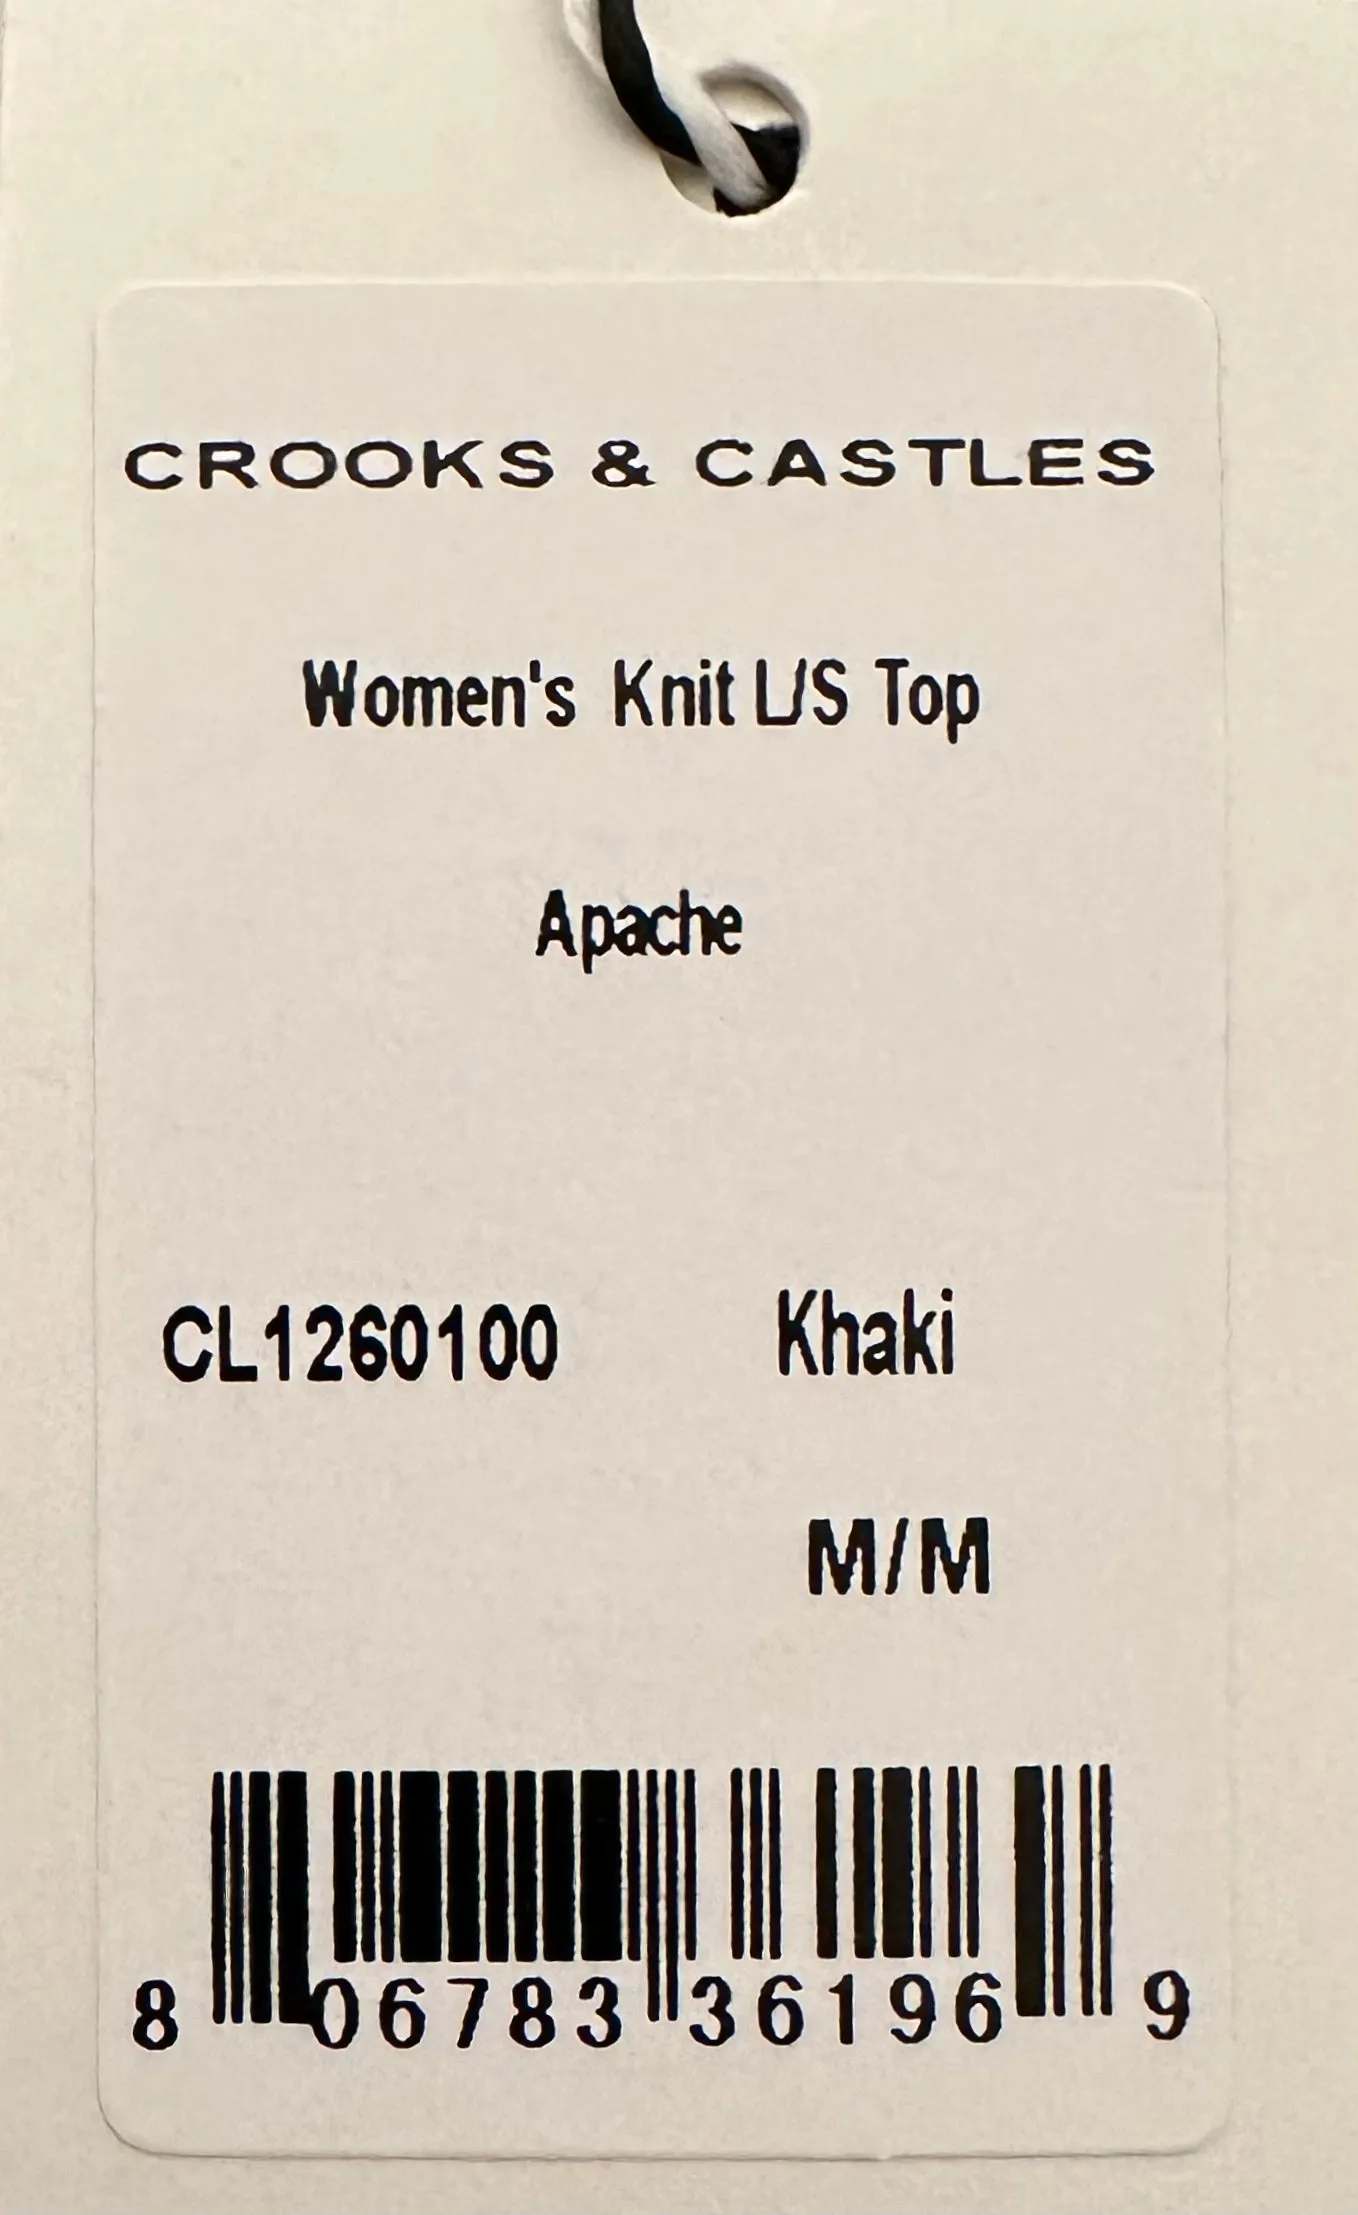 CROOKS & CASTLES
Women's Knit L/S Top
Apache
CL1260100 Khaki
M/M
8 06783 36196 9